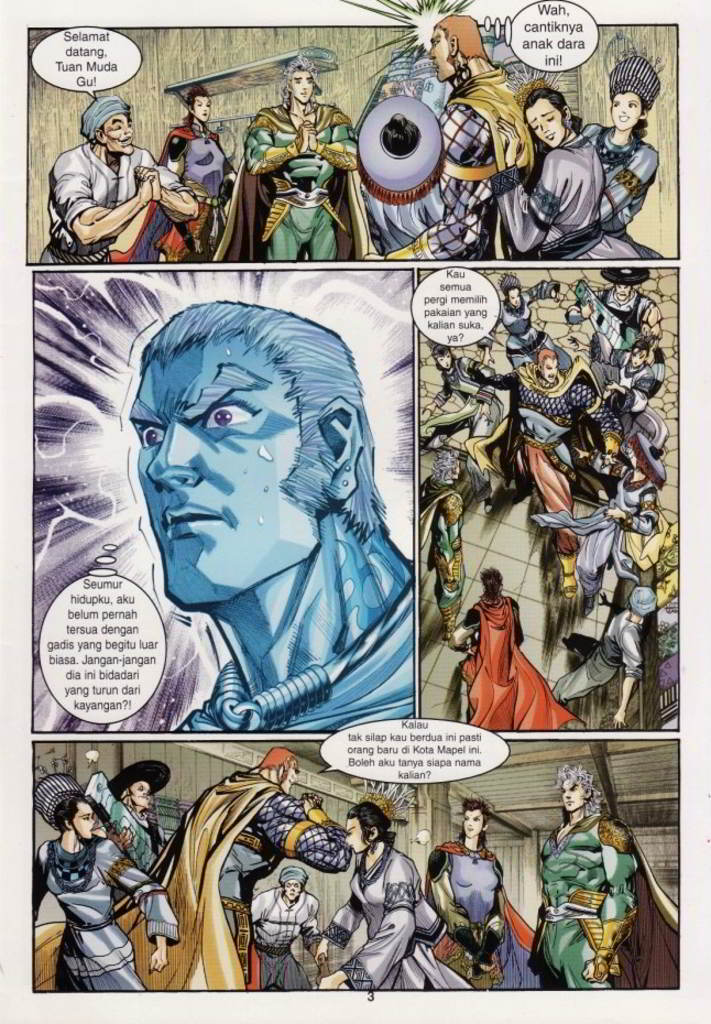 Selamat
datang,
Tuan Muda
Gu!
Wah,
cantiknya
anak dara
ini!
Seumur
hidupku, aku
belum pernah
tersua dengan
gadis yang begitu luar
biasa. Jangan-jangan
dia ini bidadari
yang turun dari
kayangan?!
Kau
semua
pergi memilih
pakaian yang
kalian suka,
ya?
Kalau
tak silap kau berdua ini pasti
orang baru di Kota Mapel ini.
Boleh aku tanya siapa nama
kalian?
3